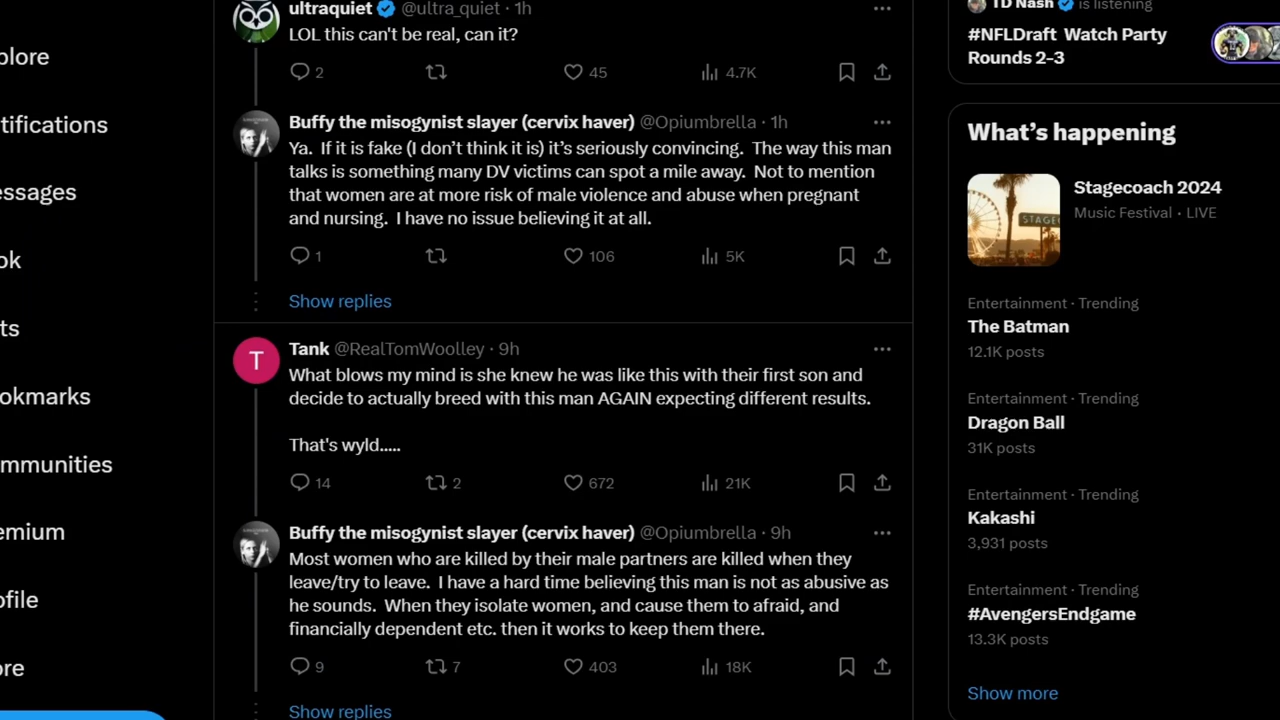 plore
tifications
essages
ok
ts
okmarks
mmunities
emium
ofile
ore
ultraquiet @ultra_quiet · 1h
LOL this can't be real, can it?
2 45 4.7K
Buffy the misogynist slayer (cervix haver) @Opiumbrella · 1h
Ya. If it is fake (I don't think it is) it's seriously convincing. The way this man
talks is something many DV victims can spot a mile away. Not to mention
that women are at more risk of male violence and abuse when pregnant
and nursing. I have no issue believing it at all.
1 106 5K
Show replies
T
Tank @RealTomWoolley · 9h
What blows my mind is she knew he was like this with their first son and
decide to actually breed with this man AGAIN expecting different results.
That's wyld.....
14 2 672 21K
Buffy the misogynist slayer (cervix haver) @Opiumbrella · 9h
Most women who are killed by their male partners are killed when they
leave/try to leave. I have a hard time believing this man is not as abusive as
he sounds. When they isolate women, and cause them to afraid, and
financially dependent etc. then it works to keep them there.
9 7 403 18K
Show replies
TD Nash is listening
#NFLDraft Watch Party
Rounds 2-3
What's happening
STAGEC
Stagecoach 2024
Music Festival · LIVE
Entertainment · Trending
The Batman
12.1K posts
Entertainment · Trending
Dragon Ball
31K posts
Entertainment · Trending
Kakashi
3,931 posts
Entertainment · Trending
#AvengersEndgame
13.3K posts
Show more